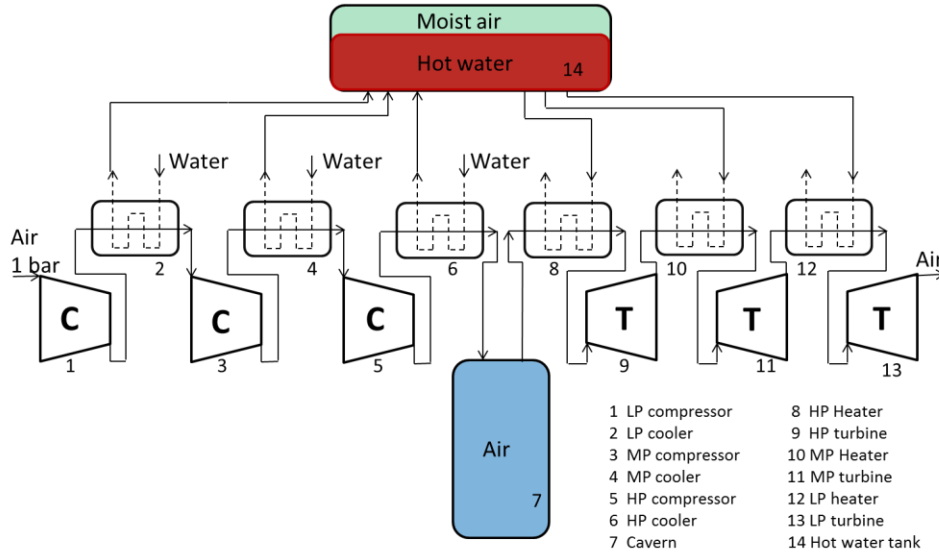 Moist air
Hot water
14
Water
Water
Water
Air
1 bar
2
4
6
8
10
12
Air
C
C
C
T
T
T
1
3
5
9
11
13
Air
7
1 LP compressor
2 LP cooler
3 MP compressor
4 MP cooler
5 HP compressor
6 HP cooler
7 Cavern
8 HP Heater
9 HP turbine
10 MP Heater
11 MP turbine
12 LP heater
13 LP turbine
14 Hot water tank